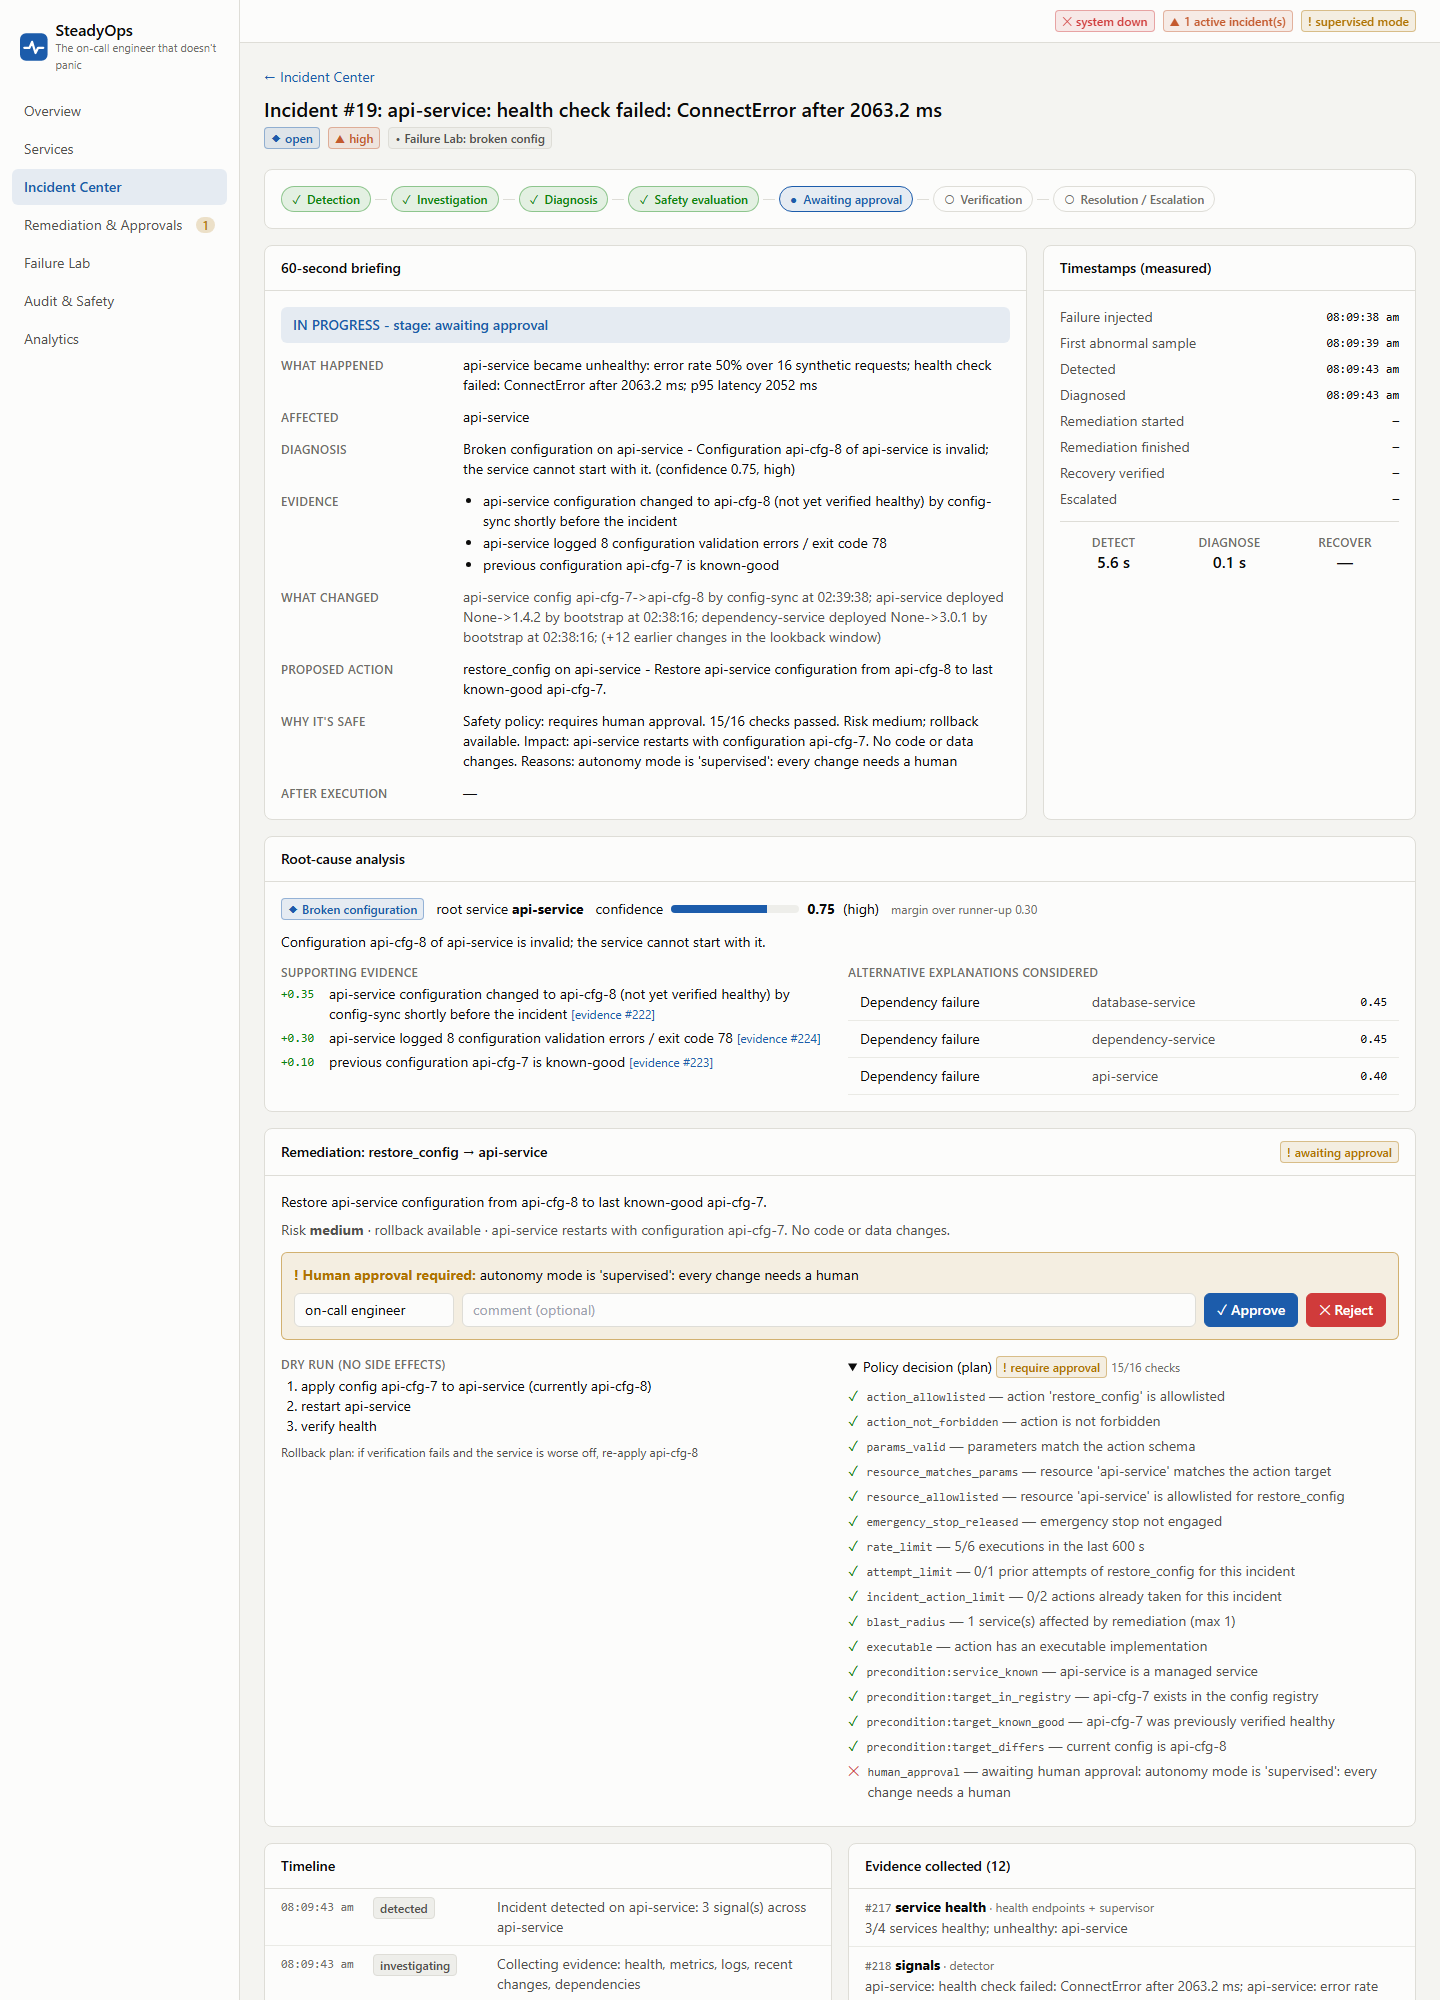 SteadyOps
The on-call engineer that doesn't
panic
Overview
Services
Incident Center
Remediation & Approvals 1
Failure Lab
Audit & Safety
Analytics
✕ system down ▲ 1 active incident(s) ! supervised mode
← Incident Center
Incident #19: api-service: health check failed: ConnectError after 2063.2 ms
◆ open ▲ high • Failure Lab: broken config
✓ Detection ✓ Investigation ✓ Diagnosis ✓ Safety evaluation ● Awaiting approval ○ Verification ○ Resolution / Escalation
60-second briefing
IN PROGRESS - stage: awaiting approval
WHAT HAPPENED
api-service became unhealthy: error rate 50% over 16 synthetic requests; health check
failed: ConnectError after 2063.2 ms; p95 latency 2052 ms
AFFECTED
api-service
DIAGNOSIS
Broken configuration on api-service - Configuration api-cfg-8 of api-service is invalid;
the service cannot start with it. (confidence 0.75, high)
EVIDENCE
• api-service configuration changed to api-cfg-8 (not yet verified healthy) by config-
sync shortly before the incident
• api-service logged 8 configuration validation errors / exit code 78
• previous configuration api-cfg-7 is known-good
WHAT CHANGED
api-service config api-cfg-7->api-cfg-8 by config-sync at 02:39:38; api-service deployed
None->1.4.2 by bootstrap at 02:38:16; dependency-service deployed None->3.0.1 by
bootstrap at 02:38:16; (+12 earlier changes in the lookback window)
PROPOSED ACTION
restore_config on api-service - Restore api-service configuration from api-cfg-8 to last
known-good api-cfg-7.
WHY IT'S SAFE
Safety policy: requires human approval. 15/16 checks passed. Risk medium; rollback
available. Impact: api-service restarts with configuration api-cfg-7. No code or data
changes. Reasons: autonomy mode is 'supervised': every change needs a human
AFTER EXECUTION
—
Timestamps (measured)
Failure injected 08:09:38 am
First abnormal sample 08:09:39 am
Detected 08:09:43 am
Diagnosed 08:09:43 am
Remediation started –
Remediation finished –
Recovery verified –
Escalated –
DETECT DIAGNOSE RECOVER
5.6 s 0.1 s —
Root-cause analysis
◆ Broken configuration root service api-service confidence 0.75 (high) margin over runner-up 0.30
Configuration api-cfg-8 of api-service is invalid; the service cannot start with it.
SUPPORTING EVIDENCE
+0.35 api-service configuration changed to api-cfg-8 (not yet verified healthy) by
config-sync shortly before the incident [evidence #222]
+0.30 api-service logged 8 configuration validation errors / exit code 78 [evidence #224]
+0.10 previous configuration api-cfg-7 is known-good [evidence #223]
ALTERNATIVE EXPLANATIONS CONSIDERED
Dependency failure database-service 0.45
Dependency failure dependency-service 0.45
Dependency failure api-service 0.40
Remediation: restore_config → api-service ! awaiting approval
Restore api-service configuration from api-cfg-8 to last known-good api-cfg-7.
Risk medium · rollback available · api-service restarts with configuration api-cfg-7. No code or data changes.
! Human approval required: autonomy mode is 'supervised': every change needs a human
on-call engineer comment (optional) ✓ Approve ✕ Reject
DRY RUN (NO SIDE EFFECTS)
1. apply config api-cfg-7 to api-service (currently api-cfg-8)
2. restart api-service
3. verify health
Rollback plan: if verification fails and the service is worse off, re-apply api-cfg-8
▼ Policy decision (plan) ! require approval 15/16 checks
✓ action_allowlisted — action 'restore_config' is allowlisted
✓ action_not_forbidden — action is not forbidden
✓ params_valid — parameters match the action schema
✓ resource_matches_params — resource 'api-service' matches the action target
✓ resource_allowlisted — resource 'api-service' is allowlisted for restore_config
✓ emergency_stop_released — emergency stop not engaged
✓ rate_limit — 5/6 executions in the last 600 s
✓ attempt_limit — 0/1 prior attempts of restore_config for this incident
✓ incident_action_limit — 0/2 actions already taken for this incident
✓ blast_radius — 1 service(s) affected by remediation (max 1)
✓ executable — action has an executable implementation
✓ precondition:service_known — api-service is a managed service
✓ precondition:target_in_registry — api-cfg-7 exists in the config registry
✓ precondition:target_known_good — api-cfg-7 was previously verified healthy
✓ precondition:target_differs — current config is api-cfg-8
✕ human_approval — awaiting human approval: autonomy mode is 'supervised': every
change needs a human
Timeline
08:09:43 am detected Incident detected on api-service: 3 signal(s) across
api-service
08:09:43 am investigating Collecting evidence: health, metrics, logs, recent
changes, dependencies
Evidence collected (12)
#217 service health · health endpoints + supervisor
3/4 services healthy; unhealthy: api-service
#218 signals · detector
api-service: health check failed: ConnectError after 2063.2 ms; api-service: error rate